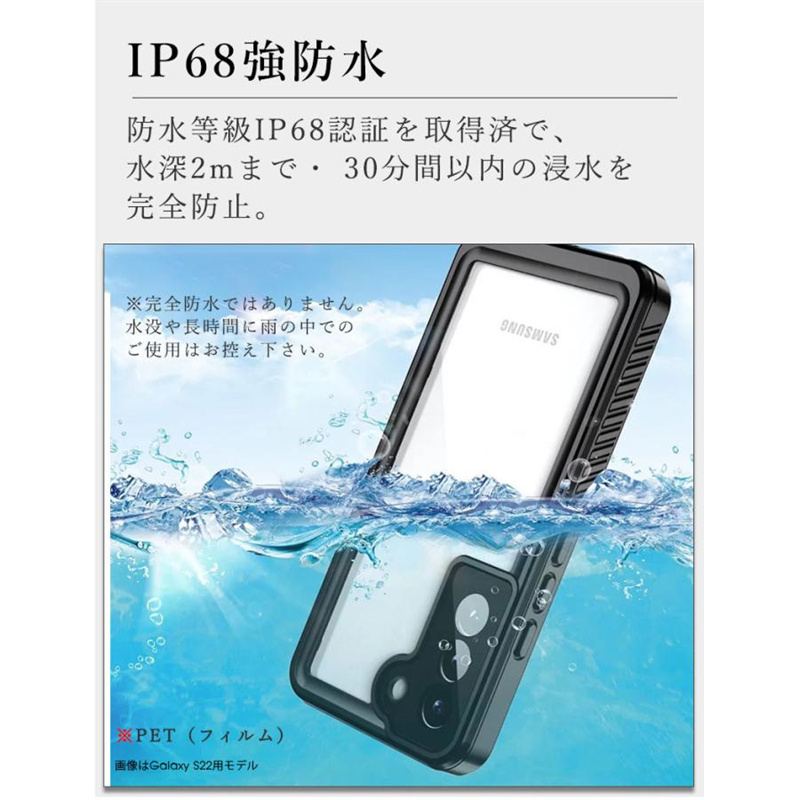 IP68強防水
防水等級IP68認証を取得済で、
水深2mまで・ 30分間以内の浸水を
完全防止。
※完全防水ではありません。
水没や長時間に雨の中での
ご使用はお控え下さい。
SAMSUNG
※PET（フィルム）
画像はGalaxy S22用モデル